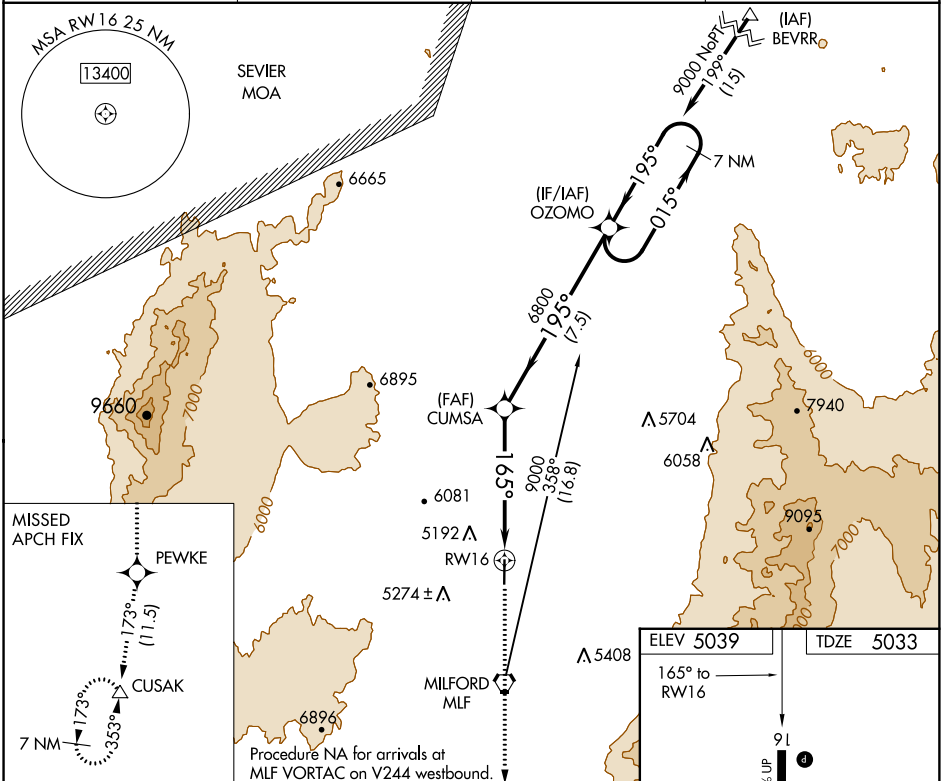 MSA RW 16 25 NM
13400
SEVIER
MOA
(IAF)
BEVRR
9000 NoPT
199°
(15)
7 NM
195°
015°
(IF/IAF)
OZOMO
6665
6800
195°
(7.5)
6895
9660
7000
6000
(FAF)
CUMSA
165°
9000
358°
(16.8)
5704
6058
7940
6000
9095
7000
6081
5192
RW16
5274 ±
5408
MILFORD
MLF
6896
Procedure NA for arrivals at
MLF VORTAC on V244 westbound.
MISSED
APCH FIX
PEWKE
173°
(11.5)
CUSAK
173°
353°
7 NM
ELEV 5039
TDZE 5033
165° to
RW16
16
UP
P